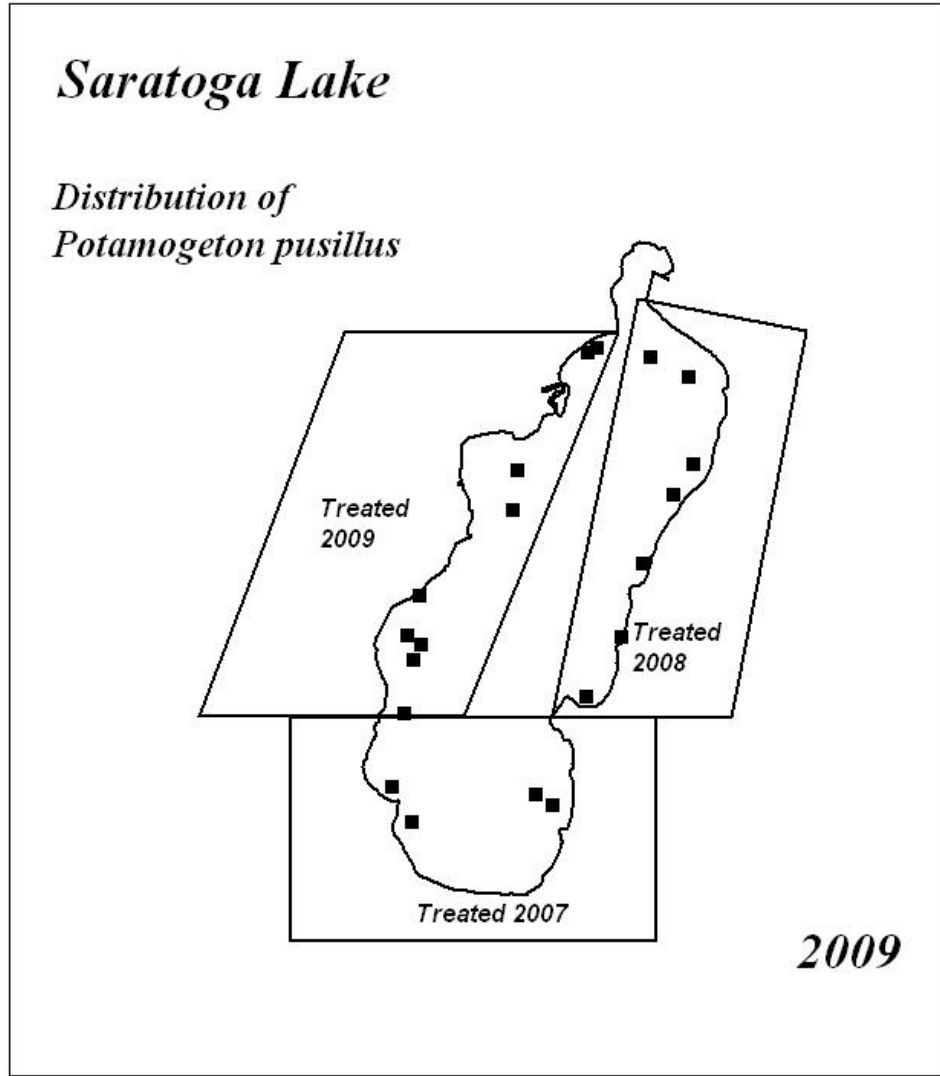 Saratoga Lake
Distribution of
Potamogeton pusillus
Treated
2009
Treated
2008
Treated 2007
2009